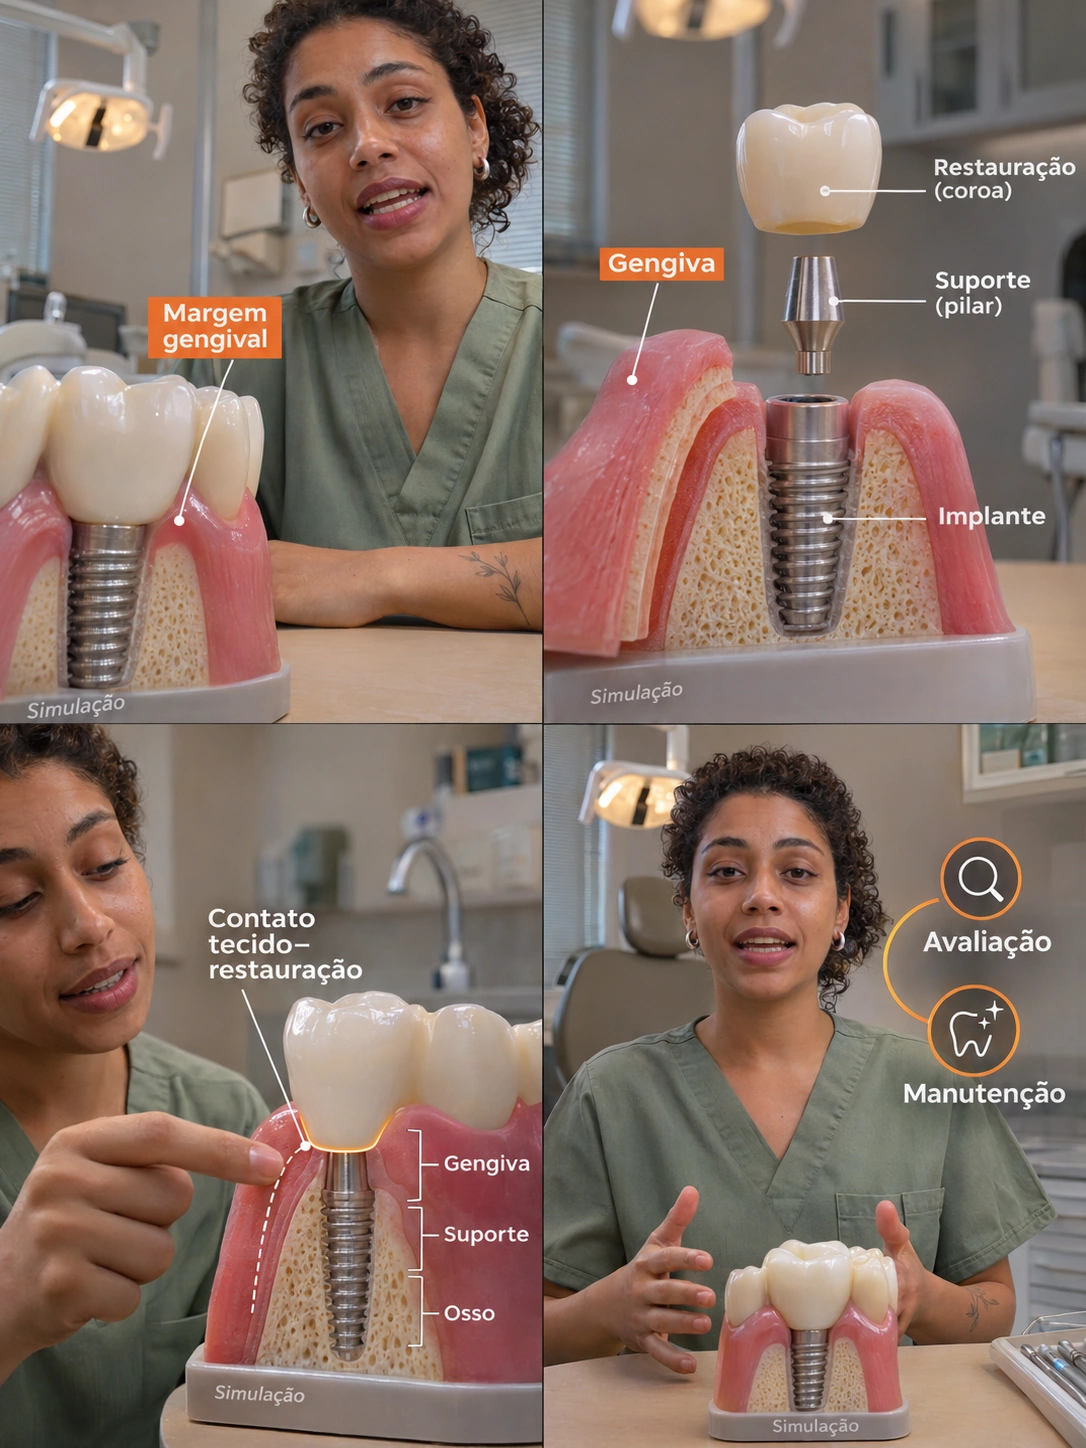 Margem
gengival
Simulação
Restauração
(coroa)
Gengiva
Suporte
(pilar)
Implante
Simulação
Contato
tecido–
restauração
Gengiva
Suporte
Osso
Simulação
Avaliação
Manutenção
Simulação